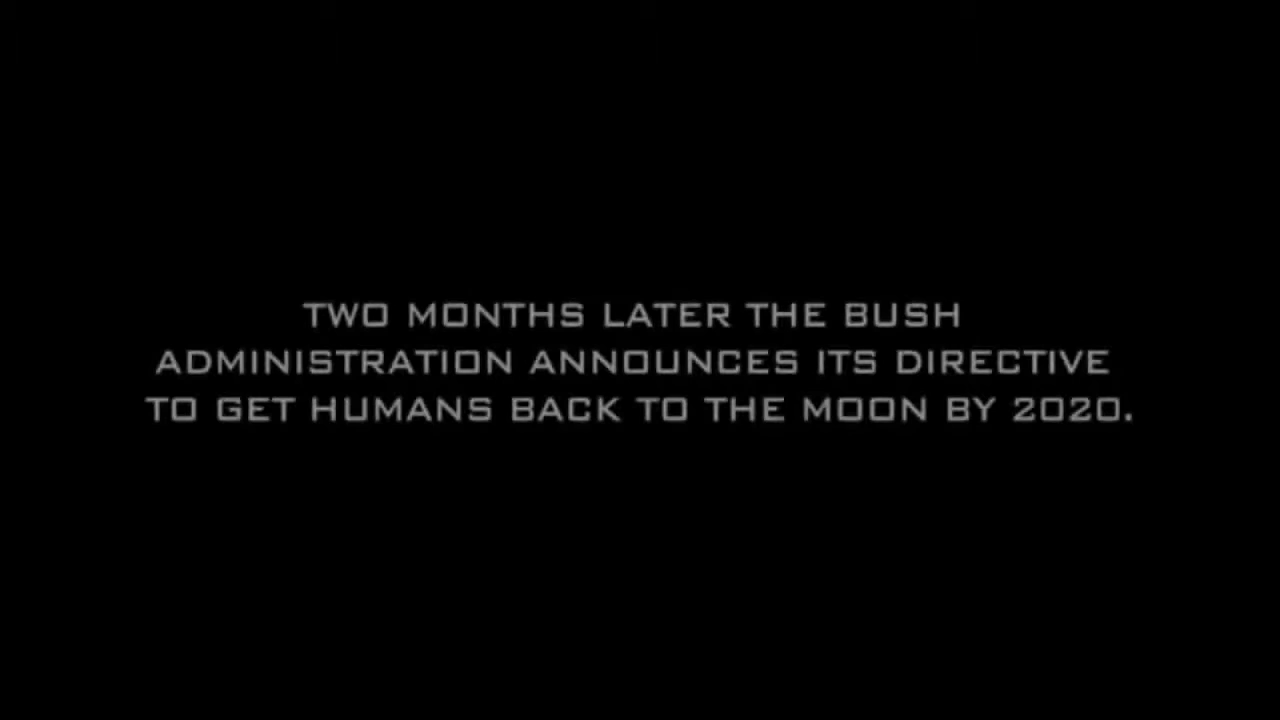 TWO MONTHS LATER THE BUSH
ADMINISTRATION ANNOUNCES ITS DIRECTIVE
TO GET HUMANS BACK TO THE MOON BY 2020.